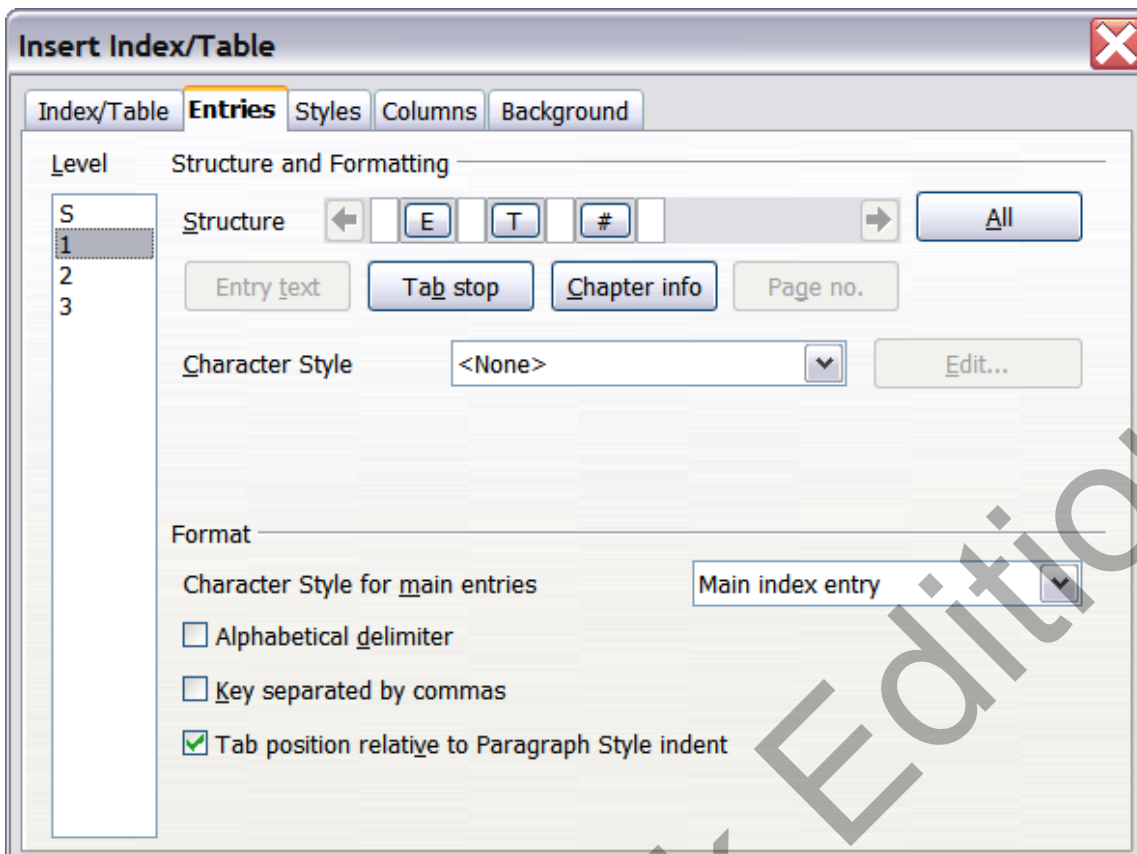 Insert Index/Table
Index/Table Entries Styles Columns Background
Level Structure and Formatting
S
1
2
3
Structure E T # All
Entry text Tab stop Chapter info Page no.
Character Style <None> Edit...
Format
Character Style for main entries Main index entry
Alphabetical delimiter
Key separated by commas
Tab position relative to Paragraph Style indent